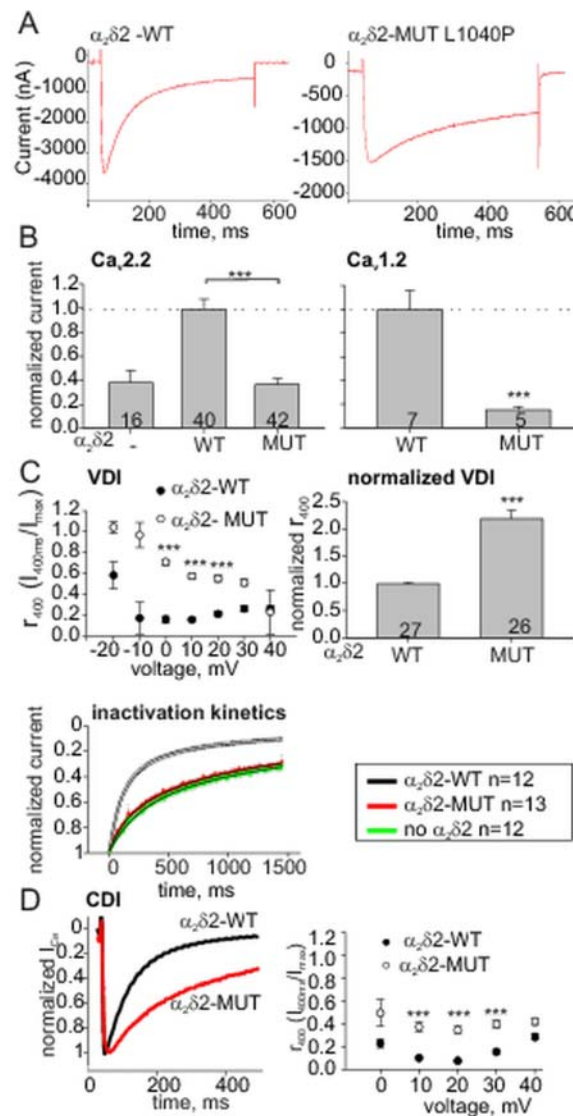 A
α₂δ2 -WT
α₂δ2-MUT L1040P
Current (nA)
0
-1000
-2000
-3000
-4000
200 400 600
time, ms
0
-500
-1000
-1500
-2000
200 400 600
time, ms
B
Caᵥ2.2
Caᵥ1.2
***
normalized current
1.2
1.0
0.8
0.6
0.4
0.2
0.0
16 40 42
α₂δ2 - WT MUT
***
7 5
WT MUT
C
VDI
α₂δ2-WT
α₂δ2- MUT
r₄₀₀ (I₄₀₀ms/Iₘₐₓ)
1.2
1.0
0.8
0.6
0.4
0.2
0.0
*** *** ***
-20 -10 0 10 20 30 40
voltage, mV
normalized VDI
normalized r₄₀₀
***
2.5
2.0
1.5
1.0
0.5
0.0
27 26
α₂δ2 WT MUT
inactivation kinetics
normalized current
0
0.2
0.4
0.6
0.8
1
0 500 1000 1500
time, ms
α₂δ2-WT n=12
α₂δ2-MUT n=13
no α₂δ2 n=12
D
CDI
α₂δ2-WT
α₂δ2-MUT
normalized I
0
0.2
0.4
0.6
0.8
1
0 200 400
time, ms
α₂δ2-WT
α₂δ2-MUT
r₄₀₀ (I₄₀₀ms/Iₘₐₓ)
1.2
1.0
0.8
0.6
0.4
0.2
0.0
*** *** ***
0 10 20 30 40
voltage, mV